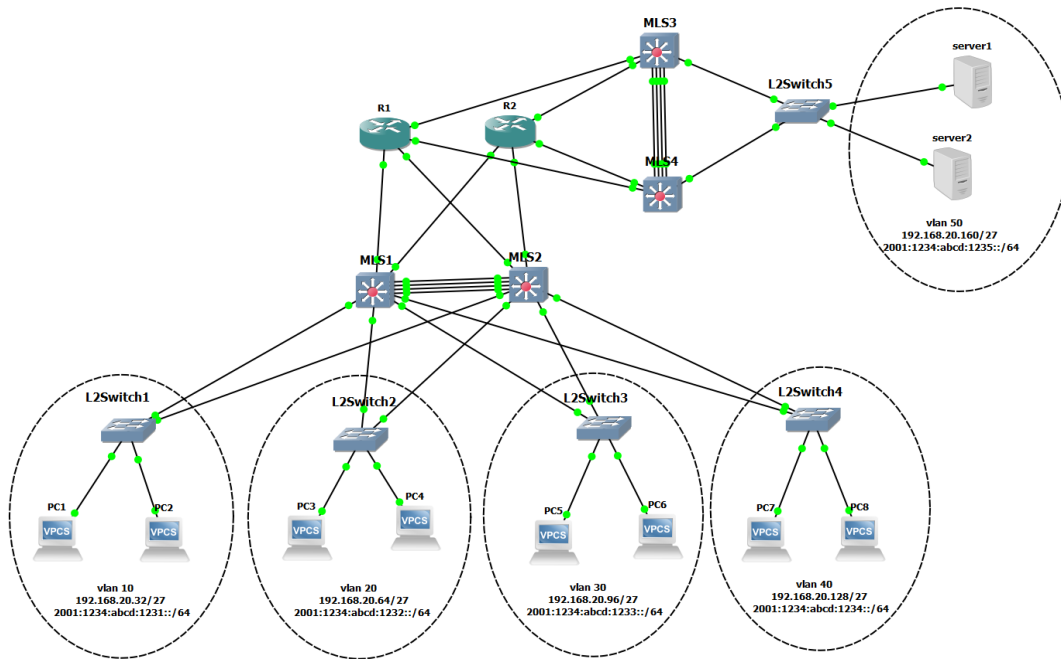 MLS3
server1
L2Switch5
R1
R2
server2
MLS4
vlan 50
192.168.20.160/27
2001:1234:abcd:1235::/64
MLS1
MLS2
L2Switch1
L2Switch2
L2Switch3
L2Switch4
PC1
VPCS
PC2
VPCS
PC3
VPCS
PC4
VPCS
PC5
VPCS
PC6
VPCS
PC7
VPCS
PC8
VPCS
vlan 10
192.168.20.32/27
2001:1234:abcd:1231::/64
vlan 20
192.168.20.64/27
2001:1234:abcd:1232::/64
vlan 30
192.168.20.96/27
2001:1234:abcd:1233::/64
vlan 40
192.168.20.128/27
2001:1234:abcd:1234::/64